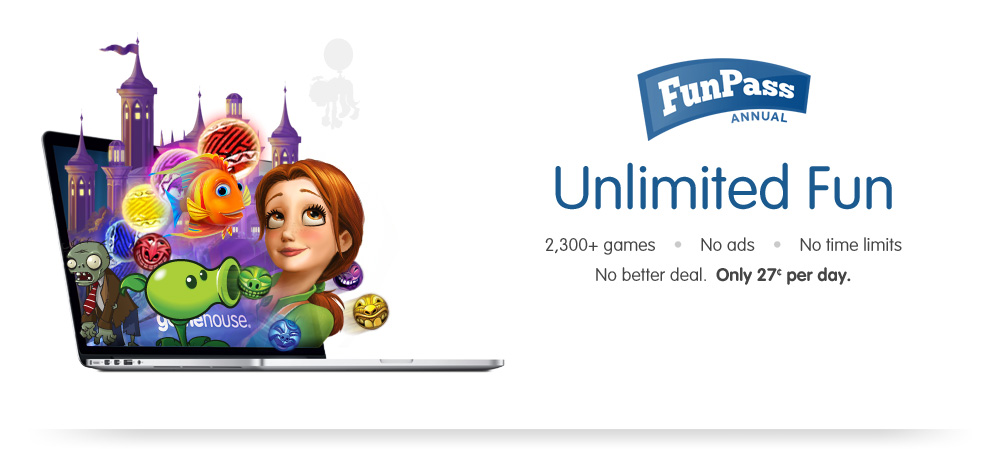 FunPass
ANNUAL
Unlimited Fun
2,300+ games • No ads • No time limits
No better deal. Only 27¢ per day.
gamehouse®